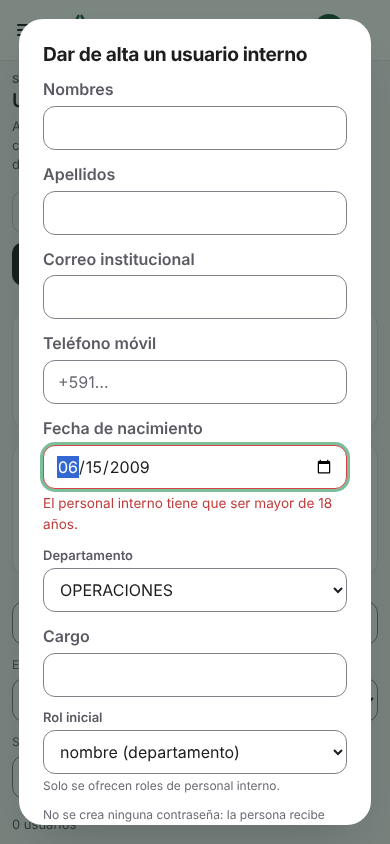 Dar de alta un usuario interno
Nombres
Apellidos
Correo institucional
Teléfono móvil
+591...
Fecha de nacimiento
06/15/2009
El personal interno tiene que ser mayor de 18
años.
Departamento
OPERACIONES
Cargo
Rol inicial
nombre (departamento)
Solo se ofrecen roles de personal interno.
No se crea ninguna contraseña: la persona recibe
0 usuarios